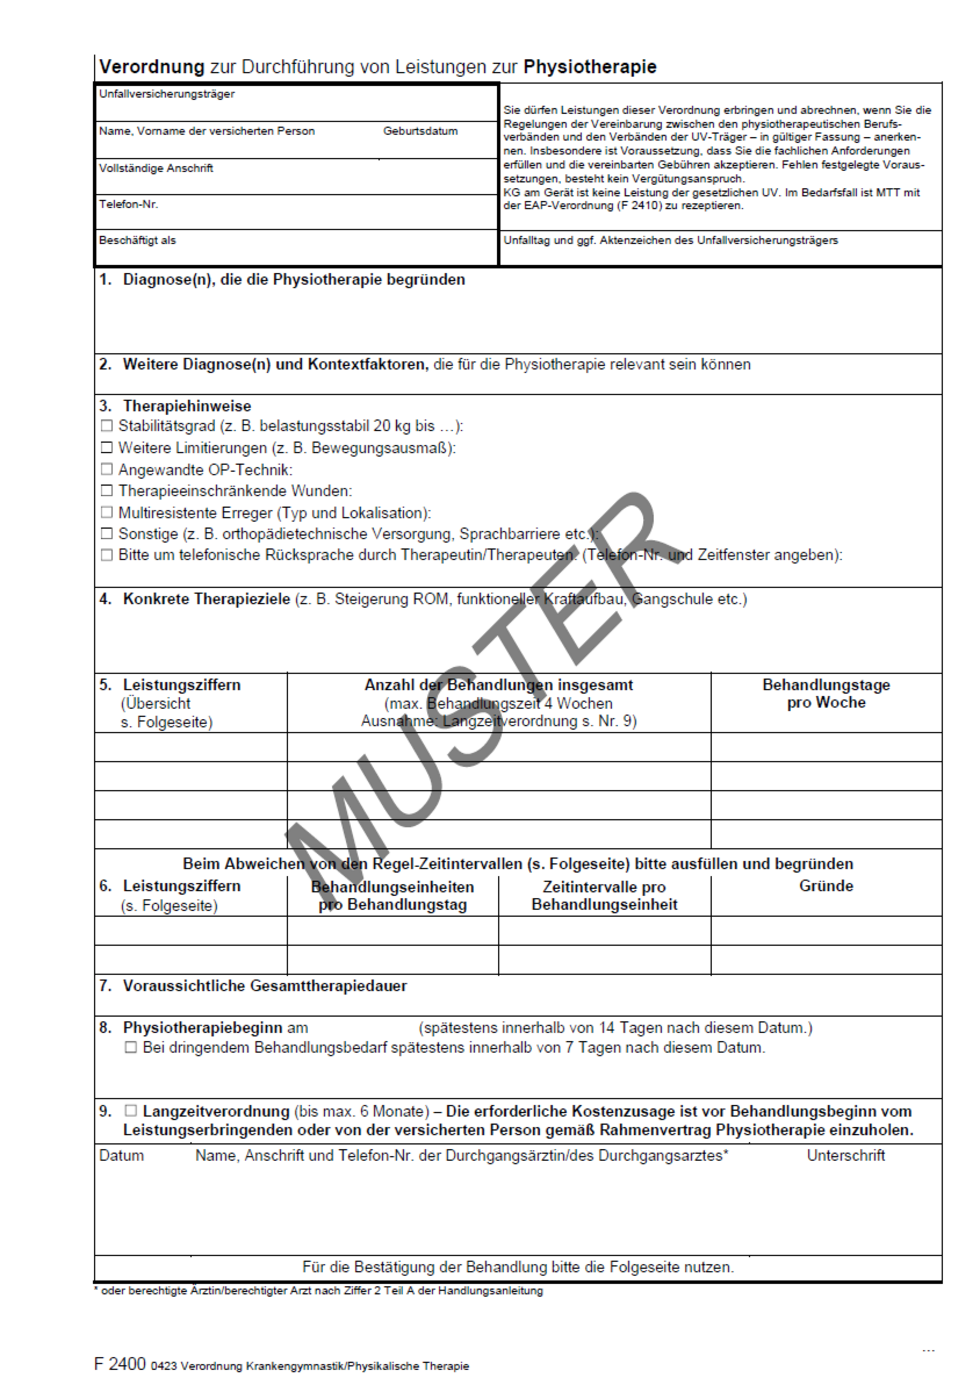 Verordnung zur Durchführung von Leistungen zur Physiotherapie
Unfallversicherungsträger
Name, Vorname der versicherten Person Geburtsdatum
Vollständige Anschrift
Telefon-Nr.
Beschäftigt als
Sie dürfen Leistungen dieser Verordnung erbringen und abrechnen, wenn Sie die
Regelungen der Vereinbarung zwischen den physiotherapeutischen Berufs-
verbänden und den Verbänden der UV-Träger – in gültiger Fassung – anerken-
nen. Insbesondere ist Voraussetzung, dass Sie die fachlichen Anforderungen
erfüllen und die vereinbarten Gebühren akzeptieren. Fehlen festgelegte Voraus-
setzungen, besteht kein Vergütungsanspruch.
KG am Gerät ist keine Leistung der gesetzlichen UV. Im Bedarfsfall ist MTT mit
der EAP-Verordnung (F 2410) zu rezeptieren.
Unfalltag und ggf. Aktenzeichen des Unfallversicherungsträgers
1. Diagnose(n), die die Physiotherapie begründen
2. Weitere Diagnose(n) und Kontextfaktoren, die für die Physiotherapie relevant sein können
3. Therapiehinweise
☐ Stabilitätsgrad (z. B. belastungsstabil 20 kg bis …):
☐ Weitere Limitierungen (z. B. Bewegungsausmaß):
☐ Angewandte OP-Technik:
☐ Therapieeinschränkende Wunden:
☐ Multiresistente Erreger (Typ und Lokalisation):
☐ Sonstige (z. B. orthopädietechnische Versorgung, Sprachbarriere etc.):
☐ Bitte um telefonische Rücksprache durch Therapeutin/Therapeuten. (Telefon-Nr. und Zeitfenster angeben):
4. Konkrete Therapieziele (z. B. Steigerung ROM, funktioneller Kraftaufbau, Gangschule etc.)
MUSTER
5. Leistungsziffern Anzahl der Behandlungen insgesamt Behandlungstage
(Übersicht (max. Behandlungszeit 4 Wochen pro Woche
s. Folgeseite) Ausnahme: Langzeitverordnung s. Nr. 9)
Beim Abweichen von den Regel-Zeitintervallen (s. Folgeseite) bitte ausfüllen und begründen
6. Leistungsziffern Behandlungseinheiten Zeitintervalle pro Gründe
(s. Folgeseite) pro Behandlungstag Behandlungseinheit
7. Voraussichtliche Gesamttherapiedauer
8. Physiotherapiebeginn am (spätestens innerhalb von 14 Tagen nach diesem Datum.)
☐ Bei dringendem Behandlungsbedarf spätestens innerhalb von 7 Tagen nach diesem Datum.
9. ☐ Langzeitverordnung (bis max. 6 Monate) – Die erforderliche Kostenzusage ist vor Behandlungsbeginn vom
Leistungserbringenden oder von der versicherten Person gemäß Rahmenvertrag Physiotherapie einzuholen.
Datum Name, Anschrift und Telefon-Nr. der Durchgangsärztin/des Durchgangsarztes* Unterschrift
Für die Bestätigung der Behandlung bitte die Folgeseite nutzen.
* oder berechtigte Ärztin/berechtigter Arzt nach Ziffer 2 Teil A der Handlungsanleitung
...
F 2400 0423 Verordnung Krankengymnastik/Physikalische Therapie